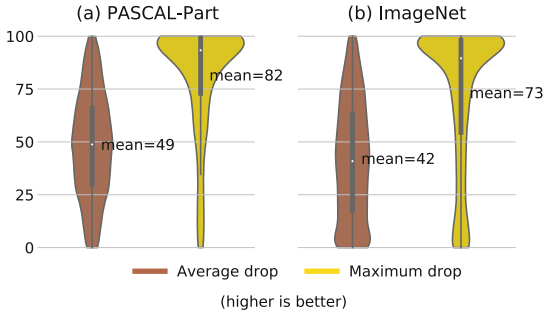 (a) PASCAL-Part
(b) ImageNet
100
75
50
25
0
mean=49
mean=82
mean=42
mean=73
Average drop
Maximum drop
(higher is better)